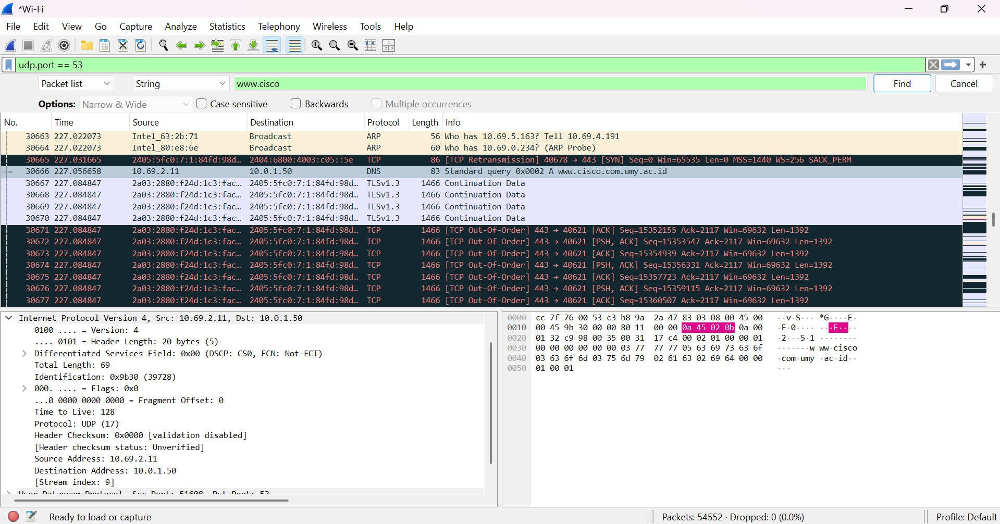 *Wi-Fi
File Edit View Go Capture Analyze Statistics Telephony Wireless Tools Help
udp.port == 53
Packet list String www.cisco Find Cancel
Options: Narrow & Wide Case sensitive Backwards Multiple occurrences
No. Time Source Destination Protocol Length Info
30663 227.022073 Intel_63:2b:71 Broadcast ARP 56 Who has 10.69.5.163? Tell 10.69.4.191
30664 227.022073 Intel_80:e8:6e Broadcast ARP 60 Who has 10.69.0.234? (ARP Probe)
30665 227.031665 2405:5fc0:7:1:84fd:98d… 2404:6800:4003:c05::5e TCP 86 [TCP Retransmission] 40678 → 443 [SYN] Seq=0 Win=65535 Len=0 MSS=1440 WS=256 SACK_PERM
30666 227.056658 10.69.2.11 10.0.1.50 DNS 83 Standard query 0x0002 A www.cisco.com.umy.ac.id
30667 227.084847 2a03:2880:f24d:1c3:fac… 2405:5fc0:7:1:84fd:98d… TLSv1.3 1466 Continuation Data
30668 227.084847 2a03:2880:f24d:1c3:fac… 2405:5fc0:7:1:84fd:98d… TLSv1.3 1466 Continuation Data
30669 227.084847 2a03:2880:f24d:1c3:fac… 2405:5fc0:7:1:84fd:98d… TLSv1.3 1466 Continuation Data
30670 227.084847 2a03:2880:f24d:1c3:fac… 2405:5fc0:7:1:84fd:98d… TLSv1.3 1466 Continuation Data
30671 227.084847 2a03:2880:f24d:1c3:fac… 2405:5fc0:7:1:84fd:98d… TCP 1466 [TCP Out-Of-Order] 443 → 40621 [ACK] Seq=15352155 Ack=2117 Win=69632 Len=1392
30672 227.084847 2a03:2880:f24d:1c3:fac… 2405:5fc0:7:1:84fd:98d… TCP 1466 [TCP Out-Of-Order] 443 → 40621 [PSH, ACK] Seq=15353547 Ack=2117 Win=69632 Len=1392
30673 227.084847 2a03:2880:f24d:1c3:fac… 2405:5fc0:7:1:84fd:98d… TCP 1466 [TCP Out-Of-Order] 443 → 40621 [ACK] Seq=15354939 Ack=2117 Win=69632 Len=1392
30674 227.084847 2a03:2880:f24d:1c3:fac… 2405:5fc0:7:1:84fd:98d… TCP 1466 [TCP Out-Of-Order] 443 → 40621 [PSH, ACK] Seq=15356331 Ack=2117 Win=69632 Len=1392
30675 227.084847 2a03:2880:f24d:1c3:fac… 2405:5fc0:7:1:84fd:98d… TCP 1466 [TCP Out-Of-Order] 443 → 40621 [ACK] Seq=15357723 Ack=2117 Win=69632 Len=1392
30676 227.084847 2a03:2880:f24d:1c3:fac… 2405:5fc0:7:1:84fd:98d… TCP 1466 [TCP Out-Of-Order] 443 → 40621 [PSH, ACK] Seq=15359115 Ack=2117 Win=69632 Len=1392
30677 227.084847 2a03:2880:f24d:1c3:fac… 2405:5fc0:7:1:84fd:98d… TCP 1466 [TCP Out-Of-Order] 443 → 40621 [ACK] Seq=15360507 Ack=2117 Win=69632 Len=1392
Internet Protocol Version 4, Src: 10.69.2.11, Dst: 10.0.1.50
0100 .... = Version: 4
.... 0101 = Header Length: 20 bytes (5)
Differentiated Services Field: 0x00 (DSCP: CS0, ECN: Not-ECT)
Total Length: 69
Identification: 0x9b30 (39728)
000. .... = Flags: 0x0
...0 0000 0000 0000 = Fragment Offset: 0
Time to Live: 128
Protocol: UDP (17)
Header Checksum: 0x0000 [validation disabled]
[Header checksum status: Unverified]
Source Address: 10.69.2.11
Destination Address: 10.0.1.50
[Stream index: 9]
User Datagram Protocol, Src Port: 51608, Dst Port: 53
0000 cc 7f 76 00 53 c3 b8 9a 2a 47 83 03 08 00 45 00 ··v·S··· *G····E·
0010 00 45 9b 30 00 00 80 11 00 00 0a 45 02 0b 0a 00 ·E·0···· ···E····
0020 01 32 c9 98 00 35 00 31 17 c4 00 02 01 00 00 01 ·2···5·1 ········
0030 00 00 00 00 00 00 03 77 77 77 05 63 69 73 63 6f ·······w ww·cisco
0040 03 63 6f 6d 03 75 6d 79 02 61 63 02 69 64 00 00 ·com·umy ·ac·id··
0050 01 00 01 ···
Ready to load or capture
Packets: 54552 · Dropped: 0 (0.0%)
Profile: Default